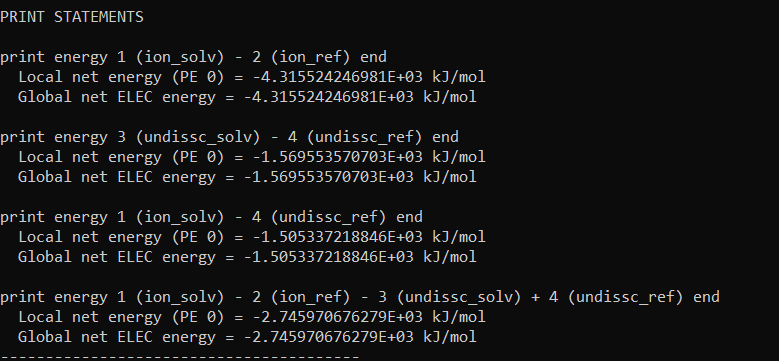 PRINT STATEMENTS
print energy 1 (ion_solv) - 2 (ion_ref) end
Local net energy (PE 0) = -4.315524246981E+03 kJ/mol
Global net ELEC energy = -4.315524246981E+03 kJ/mol
print energy 3 (undissc_solv) - 4 (undissc_ref) end
Local net energy (PE 0) = -1.569553570703E+03 kJ/mol
Global net ELEC energy = -1.569553570703E+03 kJ/mol
print energy 1 (ion_solv) - 4 (undissc_ref) end
Local net energy (PE 0) = -1.505337218846E+03 kJ/mol
Global net ELEC energy = -1.505337218846E+03 kJ/mol
print energy 1 (ion_solv) - 2 (ion_ref) - 3 (undissc_solv) + 4 (undissc_ref) end
Local net energy (PE 0) = -2.745970676279E+03 kJ/mol
Global net ELEC energy = -2.745970676279E+03 kJ/mol
----------------------------------------